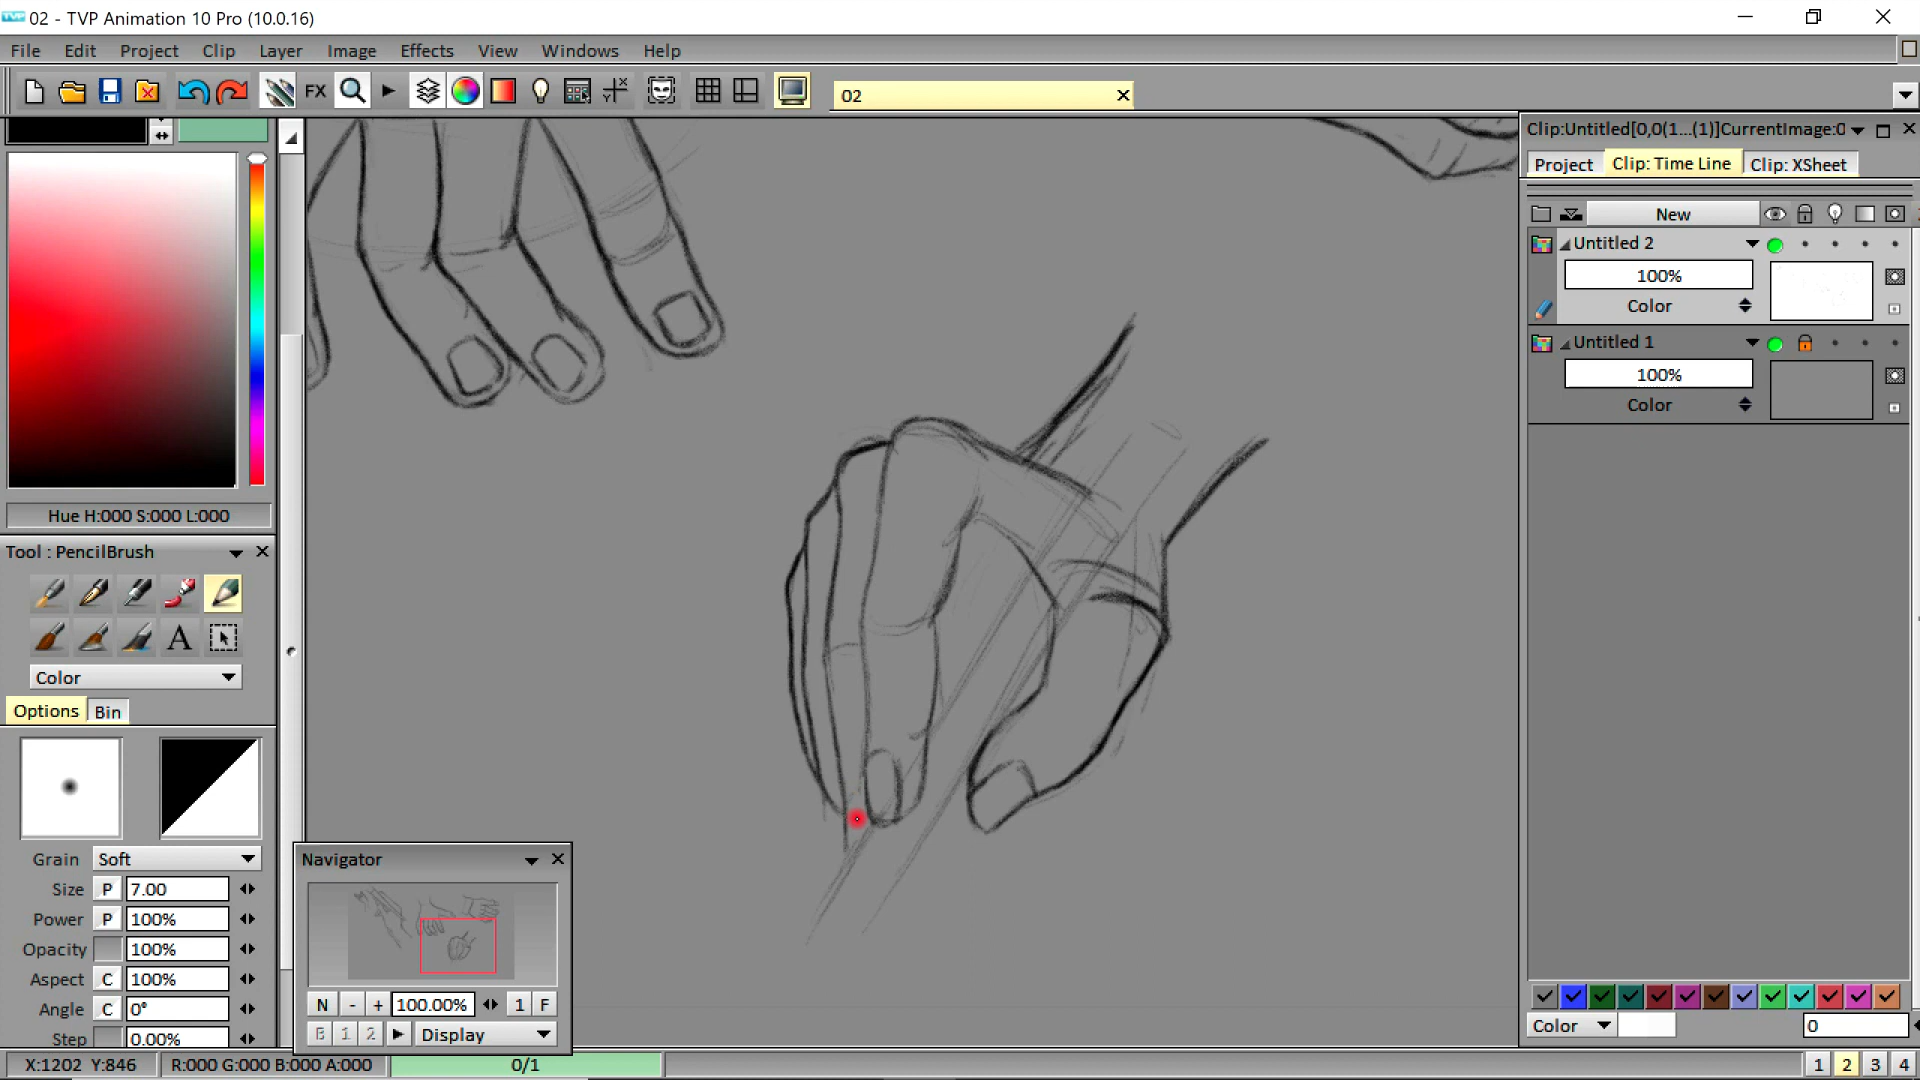 TVP 02 - TVP Animation 10 Pro (10.0.16)
File Edit Project Clip Layer Image Effects View Windows Help
FX
02
Clip:Untitled[0,0(1...(1)]CurrentImage:0
Project Clip: Time Line Clip: XSheet
New
Untitled 2
100%
Color
Untitled 1
100%
Color
Hue H:000 S:000 L:000
Tool : PencilBrush
A
Color
Options Bin
Grain Soft
Size P 7.00
Power P 100%
Opacity 100%
Aspect C 100%
Angle C 0°
Step 0.00%
Navigator
N - + 100.00% 1 F
B 1 2 Display
Color 0
X:1202 Y:846 R:000 G:000 B:000 A:000 0/1 1 2 3 4